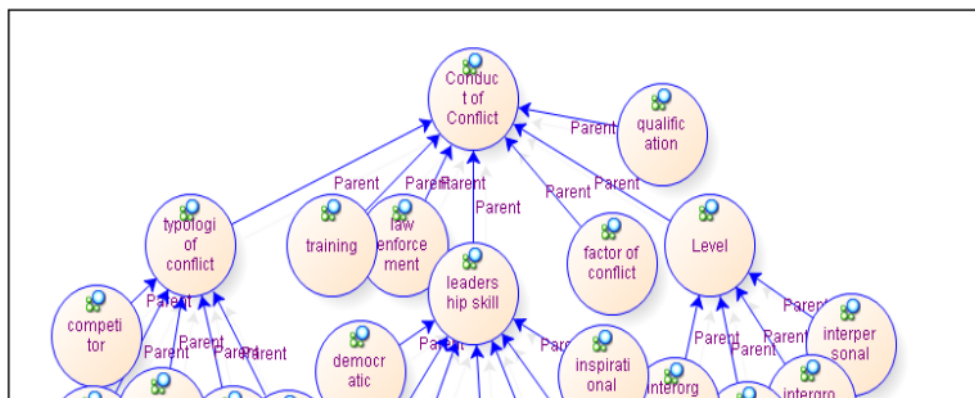 Conduc
t of
Conflict
qualific
ation
Parent
Parent
Parent
Parent
Parent
Parent
Parent
typologi
of
conflict
training
law
enforce
ment
leaders
hip skill
factor of
conflict
Level
competi
tor
Parent
Parent
Parent
Parent
Parent
democr
atic
Parent
Parent
inspirati
onal
Parent
Parent
Parent
Parent
interper
sonal
interorg
intergro